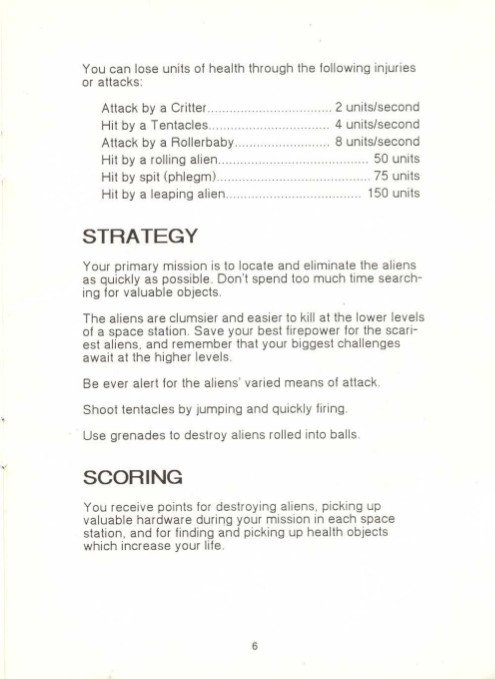 You can lose units of health through the following injuries
or attacks:
Attack by a Critter.................................. 2 units/second
Hit by a Tentacles................................ 4 units/second
Attack by a Rollerbaby.......................... 8 units/second
Hit by a rolling alien........................................ 50 units
Hit by spit (phlegm)......................................... 75 units
Hit by a leaping alien.................................... 150 units
STRATEGY
Your primary mission is to locate and eliminate the aliens
as quickly as possible. Don't spend too much time search-
ing for valuable objects.
The aliens are clumsier and easier to kill at the lower levels
of a space station. Save your best firepower for the scari-
est aliens, and remember that your biggest challenges
await at the higher levels.
Be ever alert for the aliens' varied means of attack.
Shoot tentacles by jumping and quickly firing.
Use grenades to destroy aliens rolled into balls.
SCORING
You receive points for destroying aliens, picking up
valuable hardware during your mission in each space
station, and for finding and picking up health objects
which increase your life.
6